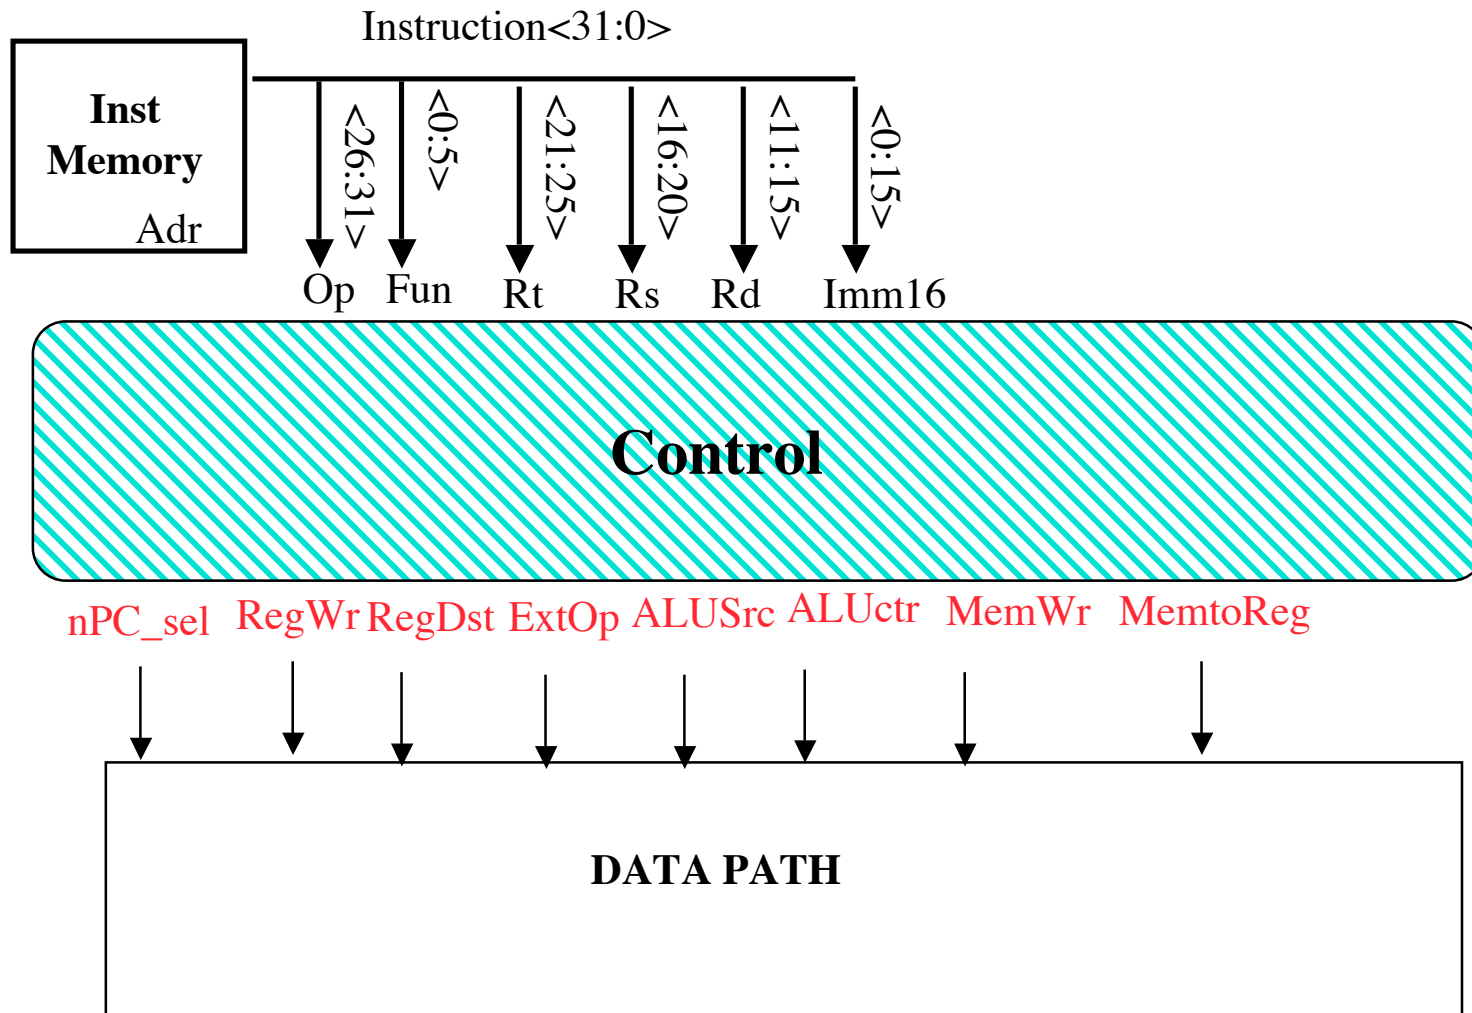 Instruction<31:0>
Inst
Memory
Adr
<26:31>
<0:5>
<21:25>
<16:20>
<11:15>
<0:15>
Op Fun Rt Rs Rd Imm16
Control
nPC_sel RegWr RegDst ExtOp ALUSrc ALUctr MemWr MemtoReg
DATA PATH